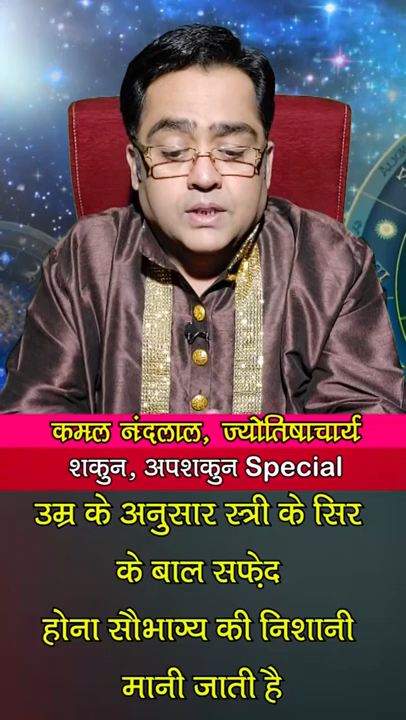 कमल नंदलाल, ज्योतिषाचार्य
शकुन, अपशकुन Special
उम्र के अनुसार स्त्री के सिर
के बाल सफ़ेद
होना सौभाग्य की निशानी
मानी जाती है